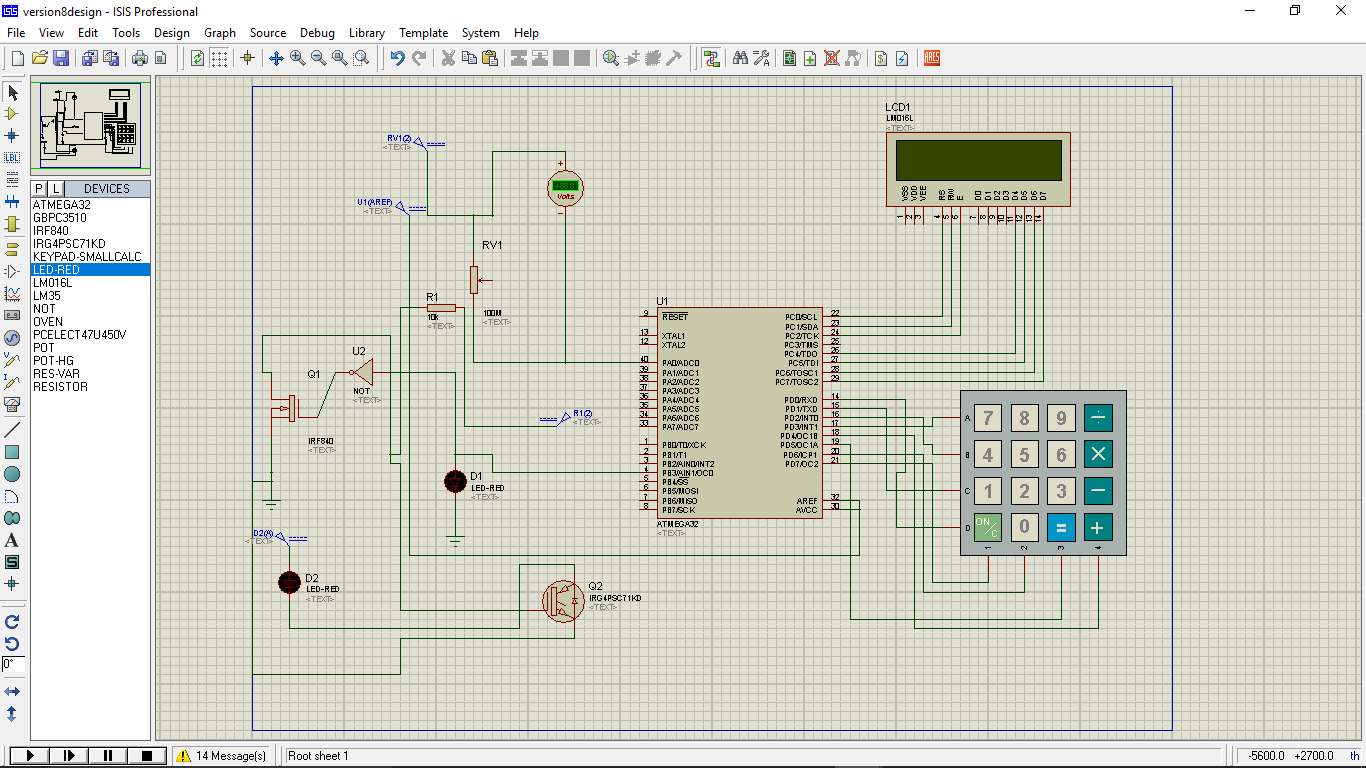 version8design - ISIS Professional
File View Edit Tools Design Graph Source Debug Library Template System Help
P L DEVICES
ATMEGA32
GBPC3510
IRF840
IRG4PSC71KD
KEYPAD-SMALLCALC
LED-RED
LM016L
LM35
NOT
OVEN
PCELECT47U450V
POT
POT-HG
RES-VAR
RESISTOR
LBL
A
S
0°
ARES
LCD1
LM016L
<TEXT>
VSS VDD VEE RS RW E D0 D1 D2 D3 D4 D5 D6 D7
1 2 3 4 5 6 7 8 9 10 11 12 13 14
RV1(2)
<TEXT>
U1(AREF)
<TEXT>
+
Volts
RV1
100M
<TEXT>
R1
10k
<TEXT>
U2
NOT
<TEXT>
Q1
IRF840
<TEXT>
R1(2)
<TEXT>
D1
LED-RED
<TEXT>
D2(A)
<TEXT>
D2
LED-RED
<TEXT>
Q2
IRG4PSC71KD
<TEXT>
U1
9 RESET PC0/SCL 22
PC1/SDA 23
13 XTAL1 PC2/TCK 24
12 XTAL2 PC3/TMS 25
PC4/TDO 26
40 PA0/ADC0 PC5/TDI 27
39 PA1/ADC1 PC6/TOSC1 28
38 PA2/ADC2 PC7/TOSC2 29
37 PA3/ADC3
36 PA4/ADC4 PD0/RXD 14
35 PA5/ADC5 PD1/TXD 15
34 PA6/ADC6 PD2/INT0 16
33 PA7/ADC7 PD3/INT1 17
PD4/OC1B 18
1 PB0/T0/XCK PD5/OC1A 19
2 PB1/T1 PD6/ICP1 20
3 PB2/AIN0/INT2 PD7/OC2 21
4 PB3/AIN1/OC0
5 PB4/SS
6 PB5/MOSI
7 PB6/MISO AREF 32
8 PB7/SCK AVCC 30
ATMEGA32
<TEXT>
A 7 8 9 ÷
B 4 5 6 ×
C 1 2 3 −
D ON/C 0 = +
1 2 3 4
14 Message(s) Root sheet 1 -5600.0 +2700.0 th